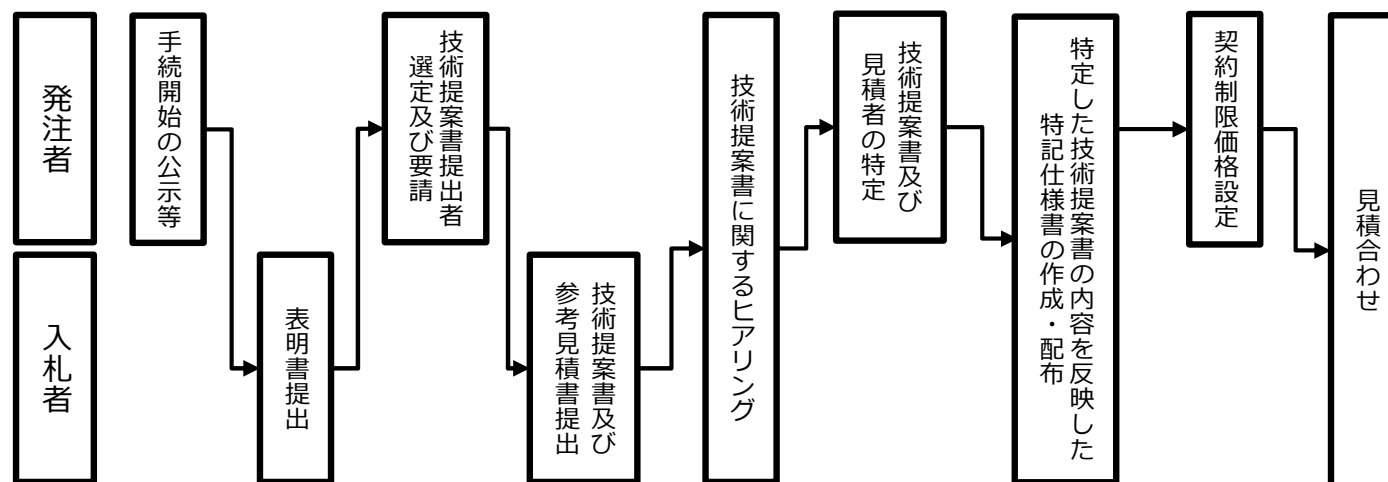 発注者
入札者
手続開始の公示等
表明書提出
技術提案書提出者
選定及び要請
技術提案書及び
参考見積書提出
技術提案書に関するヒアリング
技術提案書及び
見積者の特定
特定した技術提案書の内容を反映した
特記仕様書の作成・配布
契約制限価格設定
見積合わせ